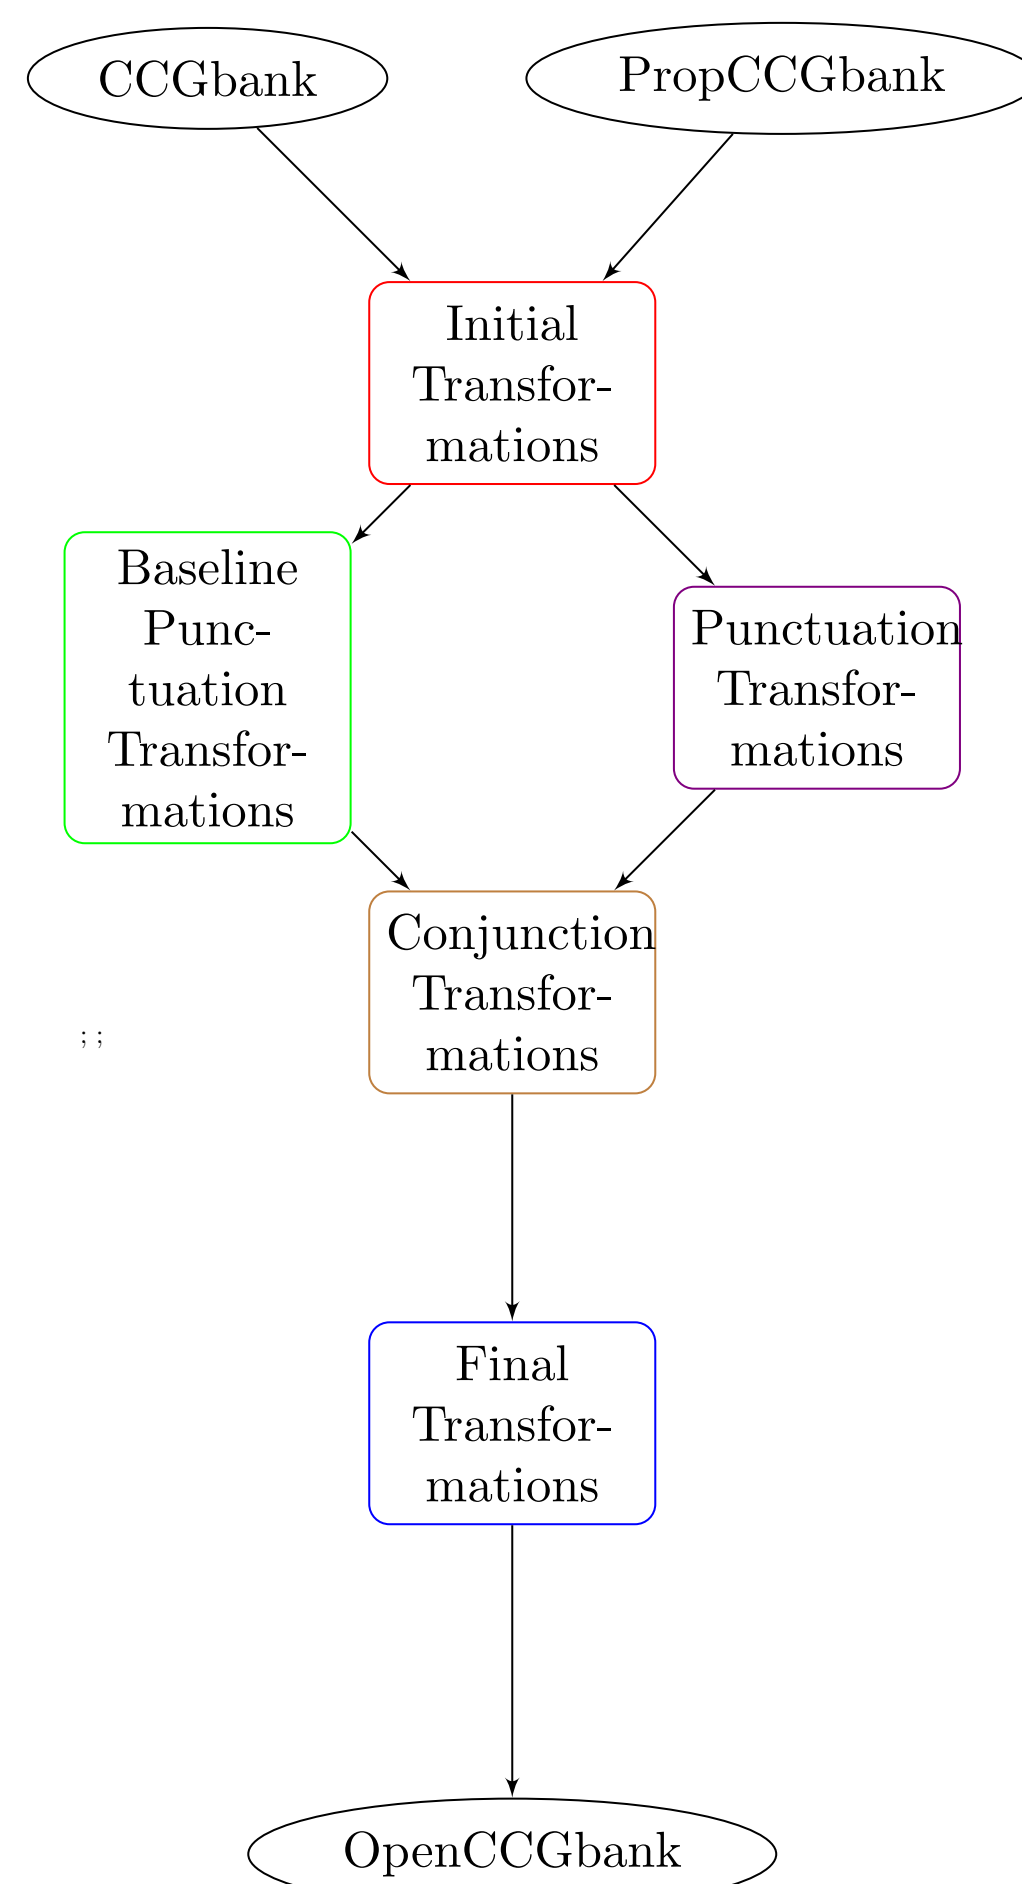 CCGbank
PropCCGbank
Initial
Transfor-
mations
Baseline
Punc-
tuation
Transfor-
mations
Punctuation
Transfor-
mations
Conjunction
Transfor-
mations
; ;
Final
Transfor-
mations
OpenCCGbank